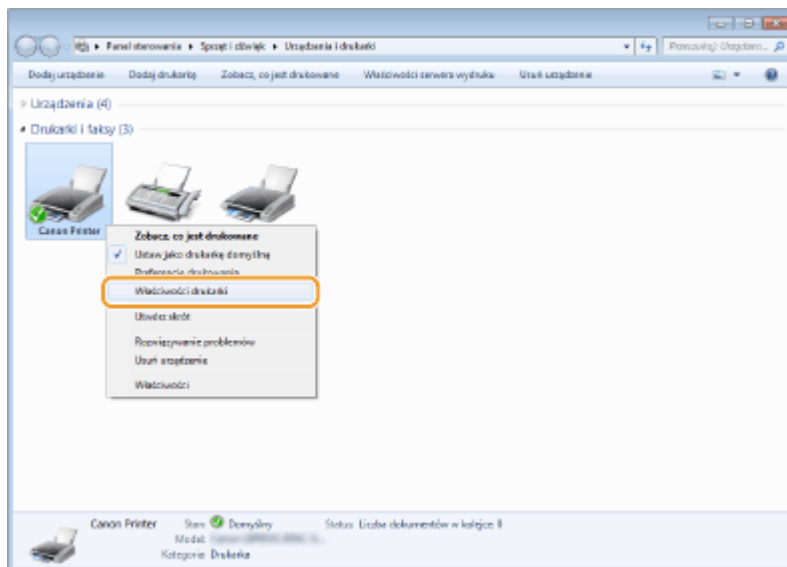 Panel sterowania ▸ Sprzęt i dźwięk ▸ Urządzenia i drukarki
Przeszukaj: Urządzen...
Dodaj urządzenie Dodaj drukarkę Zobacz, co jest drukowane Właściwości serwera wydruku Usuń urządzenie
Urządzenia (4)
Drukarki i faksy (3)
Canon Printer
Zobacz, co jest drukowane
Ustaw jako drukarkę domyślną
Preferencje drukowania
Właściwości drukarki
Utwórz skrót
Rozwiązywanie problemów
Usuń urządzenie
Właściwości
Canon Printer Stan: Domyślny Status: Liczba dokumentów w kolejce: 0
Model:
Kategoria: Drukarka